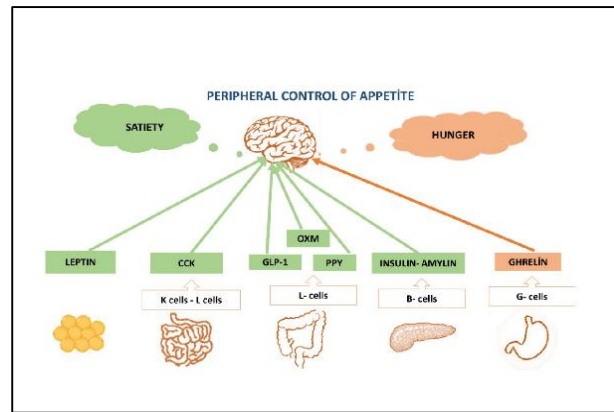 PERIPHERAL CONTROL OF APPETİTE
SATIETY
HUNGER
OXM
LEPTIN
CCK
GLP-1
PPY
INSULIN- AMYLIN
GHRELİN
K cells - L cells
L- cells
B- cells
G- cells